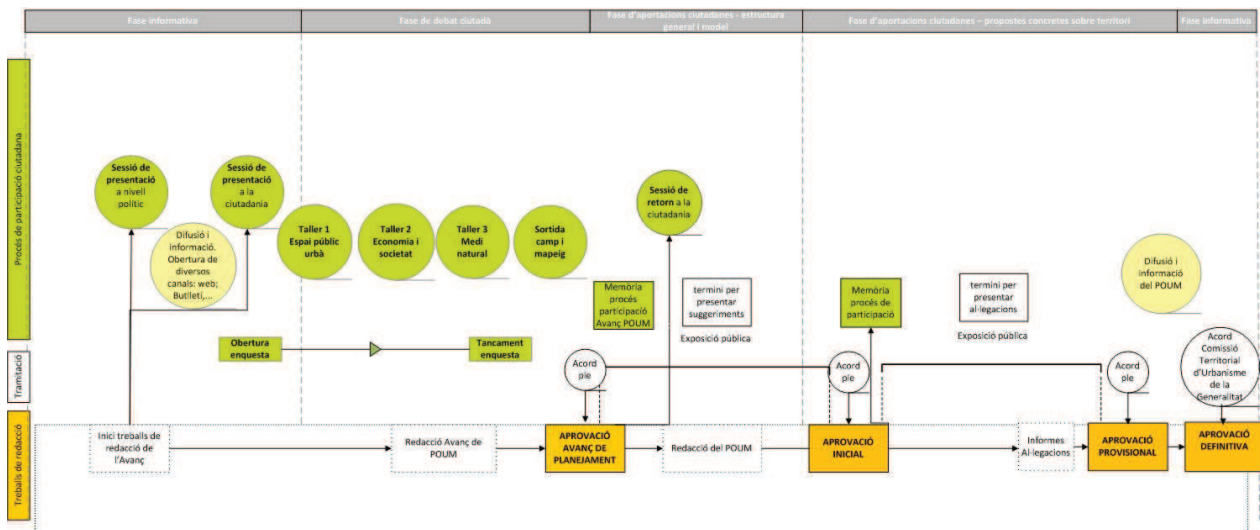 Fase informativa
Fase de debat ciutadà
Fase d'aportacions ciutadanes - estructura
general i model
Fase d'aportacions ciutadanes – propostes concretes sobre territori
Fase informativa
Procés de participació ciutadana
Sessió de
presentació
a nivell
polític
Sessió de
presentació
a la
ciutadania
Difusió i
informació.
Obertura de
diversos
canals: web;
Butlletí,...
Taller 1
Espai públic
urbà
Taller 2
Economia i
societat
Taller 3
Medi
natural
Sortida
camp i
mapeig
Sessió de
retorn a la
ciutadania
Memòria
procés
participació
Avanç POUM
termini per
presentar
suggeriments
Exposició pública
Memòria
procés de
participació
termini per
presentar
al·legacions
Exposició pública
Difusió i
informació
del POUM
Obertura
enquesta
Tancament
enquesta
Tramitació
Acord
ple
Acord
ple
Acord
ple
Acord
Comissió
Territorial
d'Urbanisme
de la
Generalitat
Treballs de redacció
Inici treballs de
redacció de
l'Avanç
Redacció Avanç de
POUM
APROVACIÓ
AVANÇ DE
PLANEJAMENT
Redacció del POUM
APROVACIÓ
INICIAL
Informes
Al·legacions
APROVACIÓ
PROVISIONAL
APROVACIÓ
DEFINITIVA